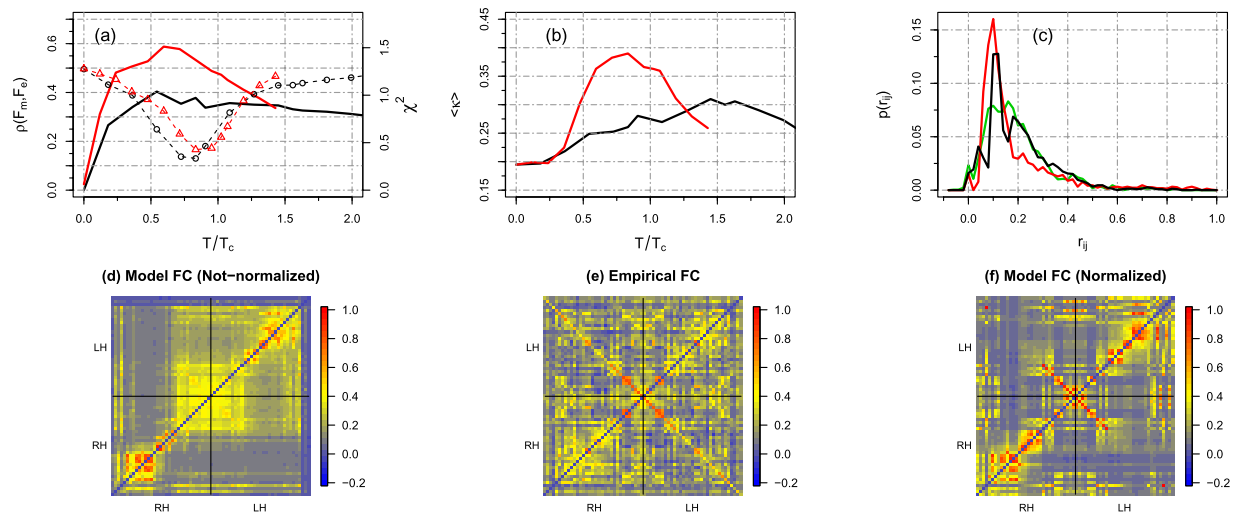 (a)
0.0 0.2 0.4 0.6
ρ(Fm,Fe)
0.0 0.5 1.0 1.5
χ²
0.0 0.5 1.0 1.5 2.0
T/Tc
(b)
0.15 0.25 0.35 0.45
<κ>
0.0 0.5 1.0 1.5 2.0
T/Tc
(c)
0.00 0.05 0.10 0.15
p(rij)
0.0 0.2 0.4 0.6 0.8 1.0
rij
(d) Model FC (Not−normalized)
LH
RH
RH LH
1.0
0.8
0.6
0.4
0.2
0.0
−0.2
(e) Empirical FC
LH
RH
RH LH
1.0
0.8
0.6
0.4
0.2
0.0
−0.2
(f) Model FC (Normalized)
LH
RH
RH LH
1.0
0.8
0.6
0.4
0.2
0.0
−0.2